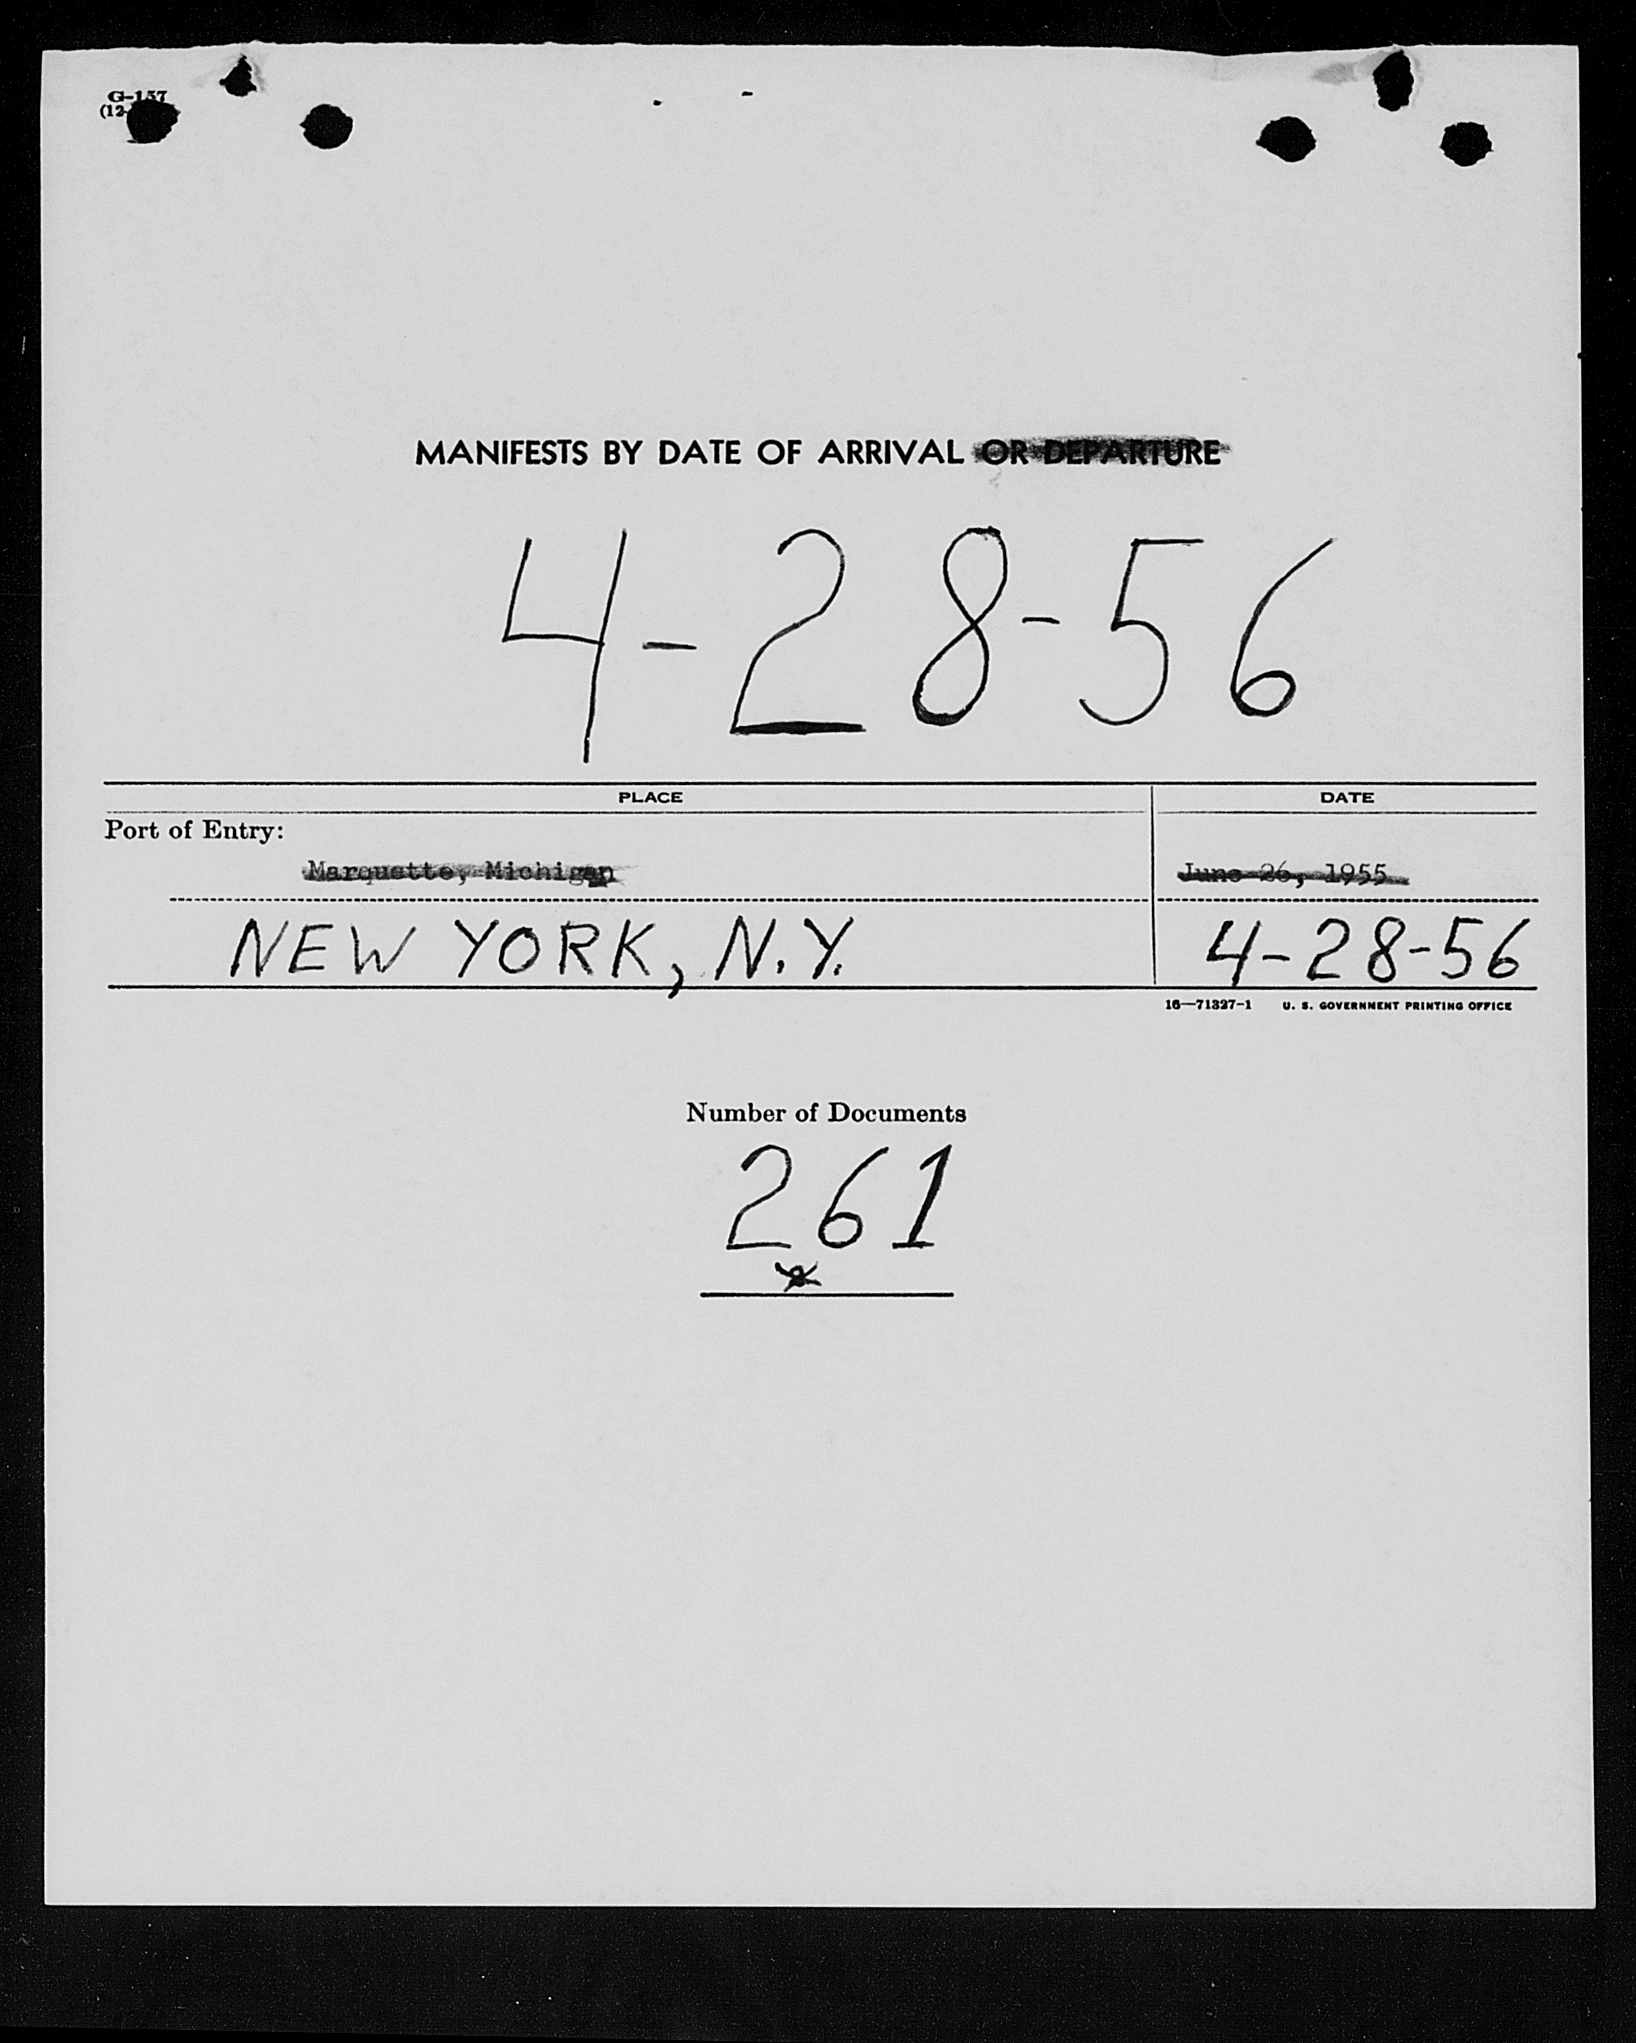 G-157
(12-
MANIFESTS BY DATE OF ARRIVAL OR DEPARTURE
4-28-56
PLACE DATE
Port of Entry:
Marquette, Michigan June 26, 1955
NEW YORK, N.Y. 4-28-56
16—71327-1 U. S. GOVERNMENT PRINTING OFFICE
Number of Documents
261